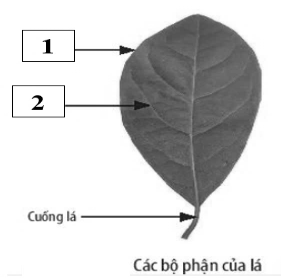 1
2
Cuống lá
Các bộ phận của lá